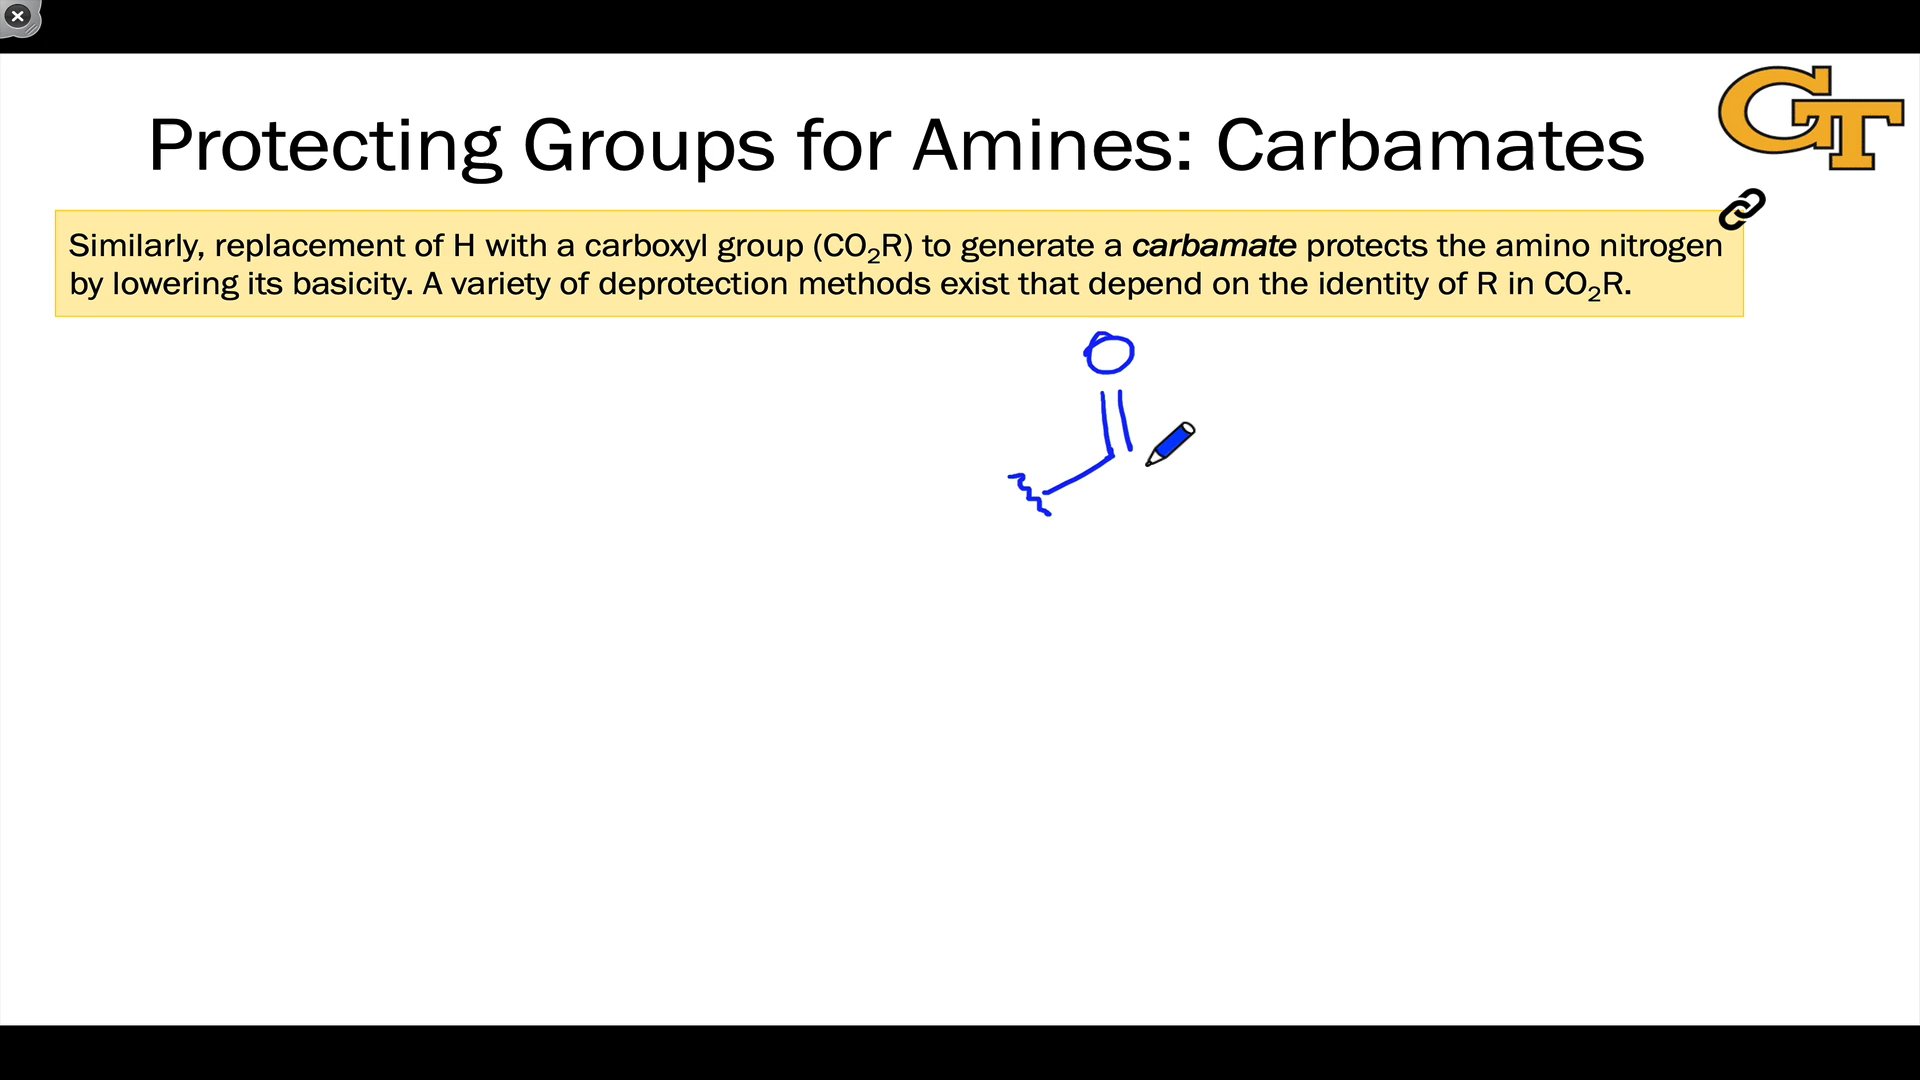 GT
Protecting Groups for Amines: Carbamates
Similarly, replacement of H with a carboxyl group (CO₂R) to generate a carbamate protects the amino nitrogen
by lowering its basicity. A variety of deprotection methods exist that depend on the identity of R in CO₂R.
O